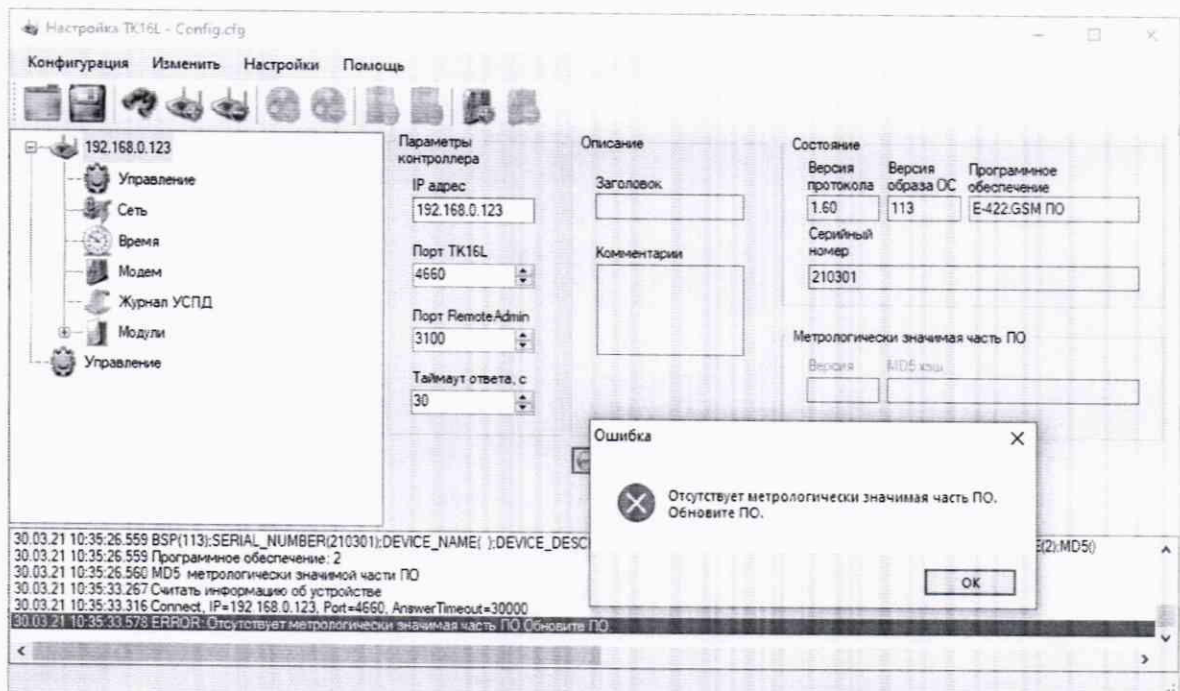 Настройка TK16L - Config.cfg
Конфигурация Изменить Настройки Помощь
192.168.0.123
Управление
Сеть
Время
Модем
Журнал УСПД
Модули
Управление
Параметры контроллера
IP адрес
192.168.0.123
Порт TK16L
4660
Порт RemoteAdmin
3100
Таймаут ответа, с
30
Описание
Заголовок
Комментарии
Состояние
Версия протокола
1.60
Версия образа ОС
113
Программное обеспечение
E-422.GSM ПО
Серийный номер
210301
Метрологически значимая часть ПО
Версия
MD5 хэш
Ошибка
Отсутствует метрологически значимая часть ПО.
Обновите ПО.
OK
30.03.21 10:35:26.559 BSP(113);SERIAL_NUMBER(210301);DEVICE_NAME( );DEVICE_DESC E(2);MD5()
30.03.21 10:35:26.559 Программное обеспечение: 2
30.03.21 10:35:26.560 MD5 метрологически значимой части ПО
30.03.21 10:35:33.267 Считать информацию об устройстве
30.03.21 10:35:33.316 Connect, IP=192.168.0.123, Port=4660, AnswerTimeout=30000
30.03.21 10:35:33.578 ERROR: Отсутствует метрологически значимая часть ПО.Обновите ПО.